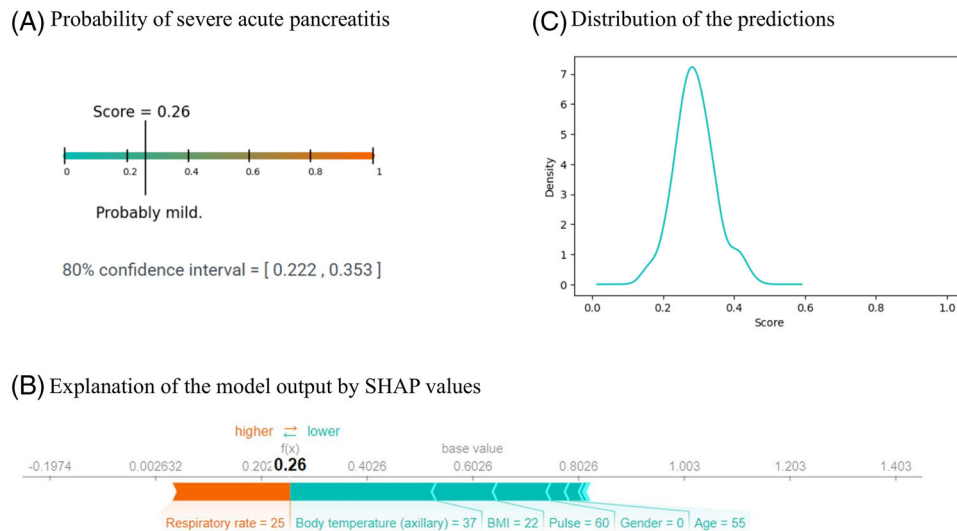 (A) Probability of severe acute pancreatitis
Score = 0.26
0 0.2 0.4 0.6 0.8 1
Probably mild.
80% confidence interval = [ 0.222 , 0.353 ]
(C) Distribution of the predictions
7
6
5
4
3
2
1
0
Density
0.0 0.2 0.4 0.6 0.8 1.0
Score
(B) Explanation of the model output by SHAP values
higher lower
f(x) base value
-0.1974 0.002632 0.202 0.26 0.4026 0.6026 0.8026 1.003 1.203 1.403
Respiratory rate = 25 Body temperature (axillary) = 37 BMI = 22 Pulse = 60 Gender = 0 Age = 55